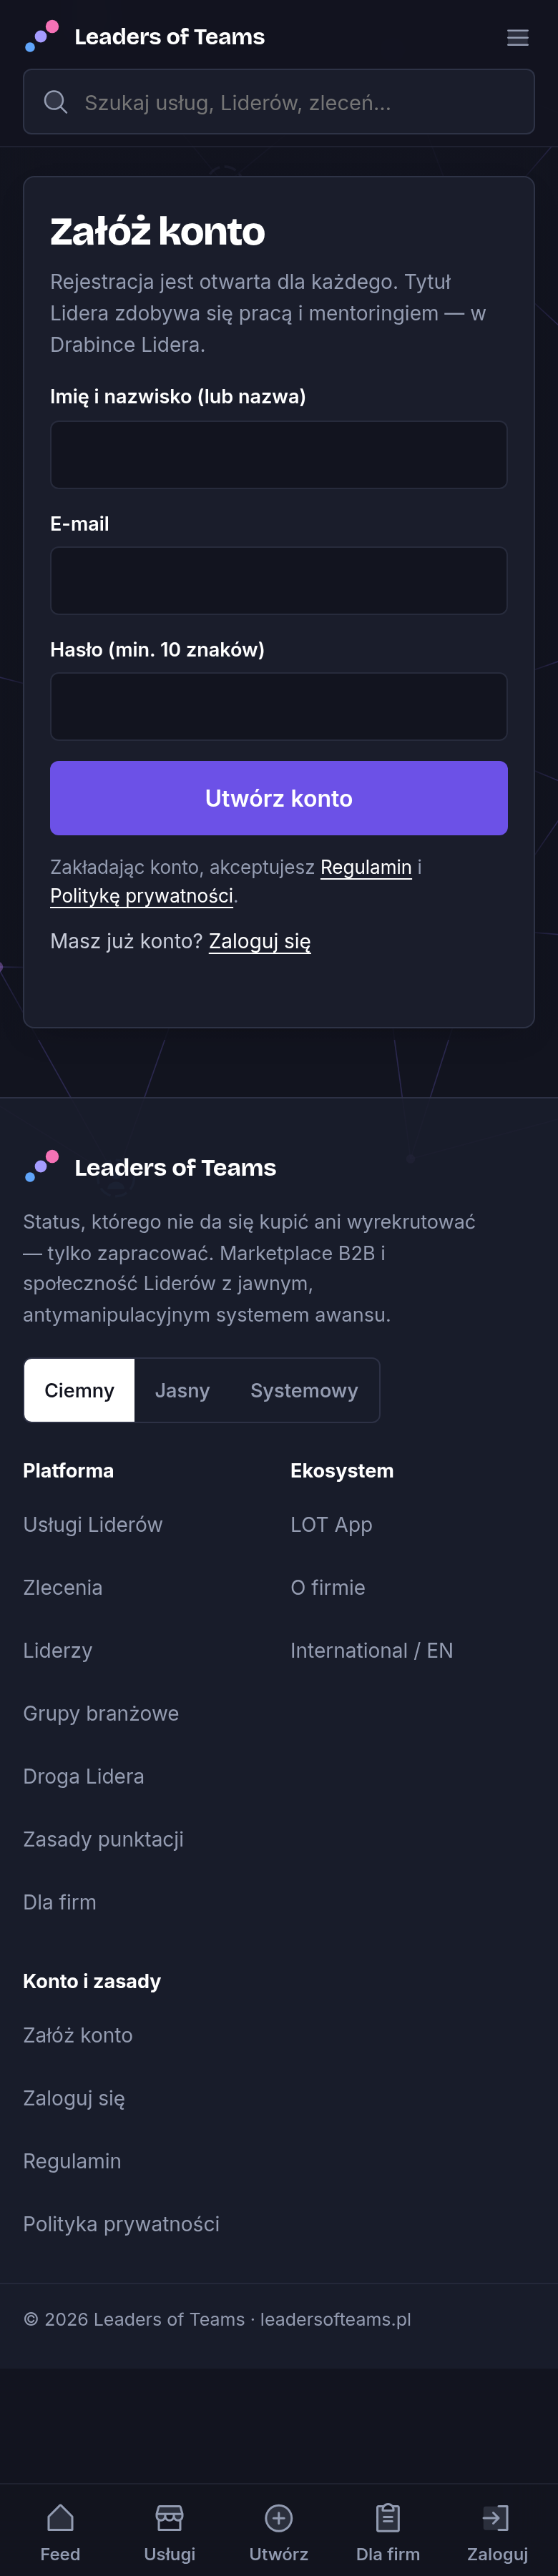 Leaders of Teams
Szukaj usług, Liderów, zleceń...
Załóż konto
Rejestracja jest otwarta dla każdego. Tytuł
Lidera zdobywa się pracą i mentoringiem — w
Drabince Lidera.
Imię i nazwisko (lub nazwa)
E-mail
Hasło (min. 10 znaków)
Utwórz konto
Zakładając konto, akceptujesz Regulamin i
Politykę prywatności.
Masz już konto? Zaloguj się
Leaders of Teams
Status, którego nie da się kupić ani wyrekrutować
— tylko zapracować. Marketplace B2B i
społeczność Liderów z jawnym,
antymanipulacyjnym systemem awansu.
Ciemny Jasny Systemowy
Platforma
Usługi Liderów
Zlecenia
Liderzy
Grupy branżowe
Droga Lidera
Zasady punktacji
Dla firm
Ekosystem
LOT App
O firmie
International / EN
Konto i zasady
Załóż konto
Zaloguj się
Regulamin
Polityka prywatności
© 2026 Leaders of Teams · leadersofteams.pl
Feed Usługi Utwórz Dla firm Zaloguj